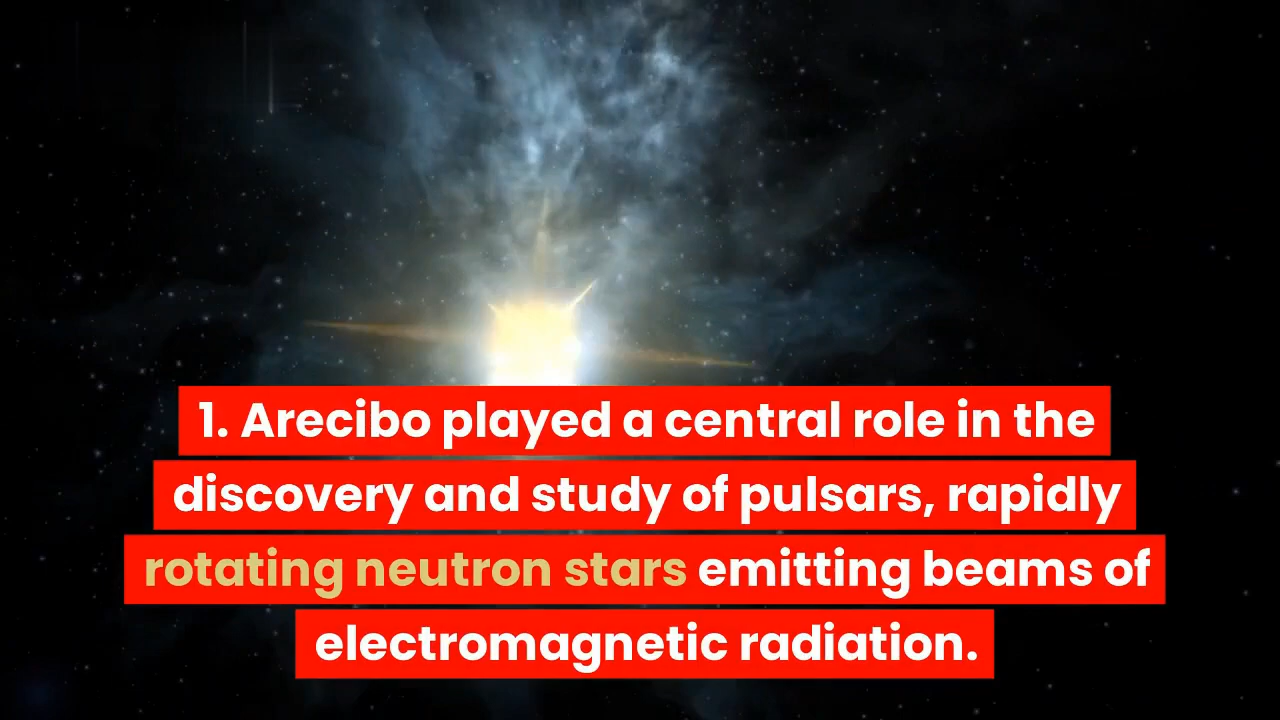 1. Arecibo played a central role in the
discovery and study of pulsars, rapidly
rotating neutron stars emitting beams of
electromagnetic radiation.